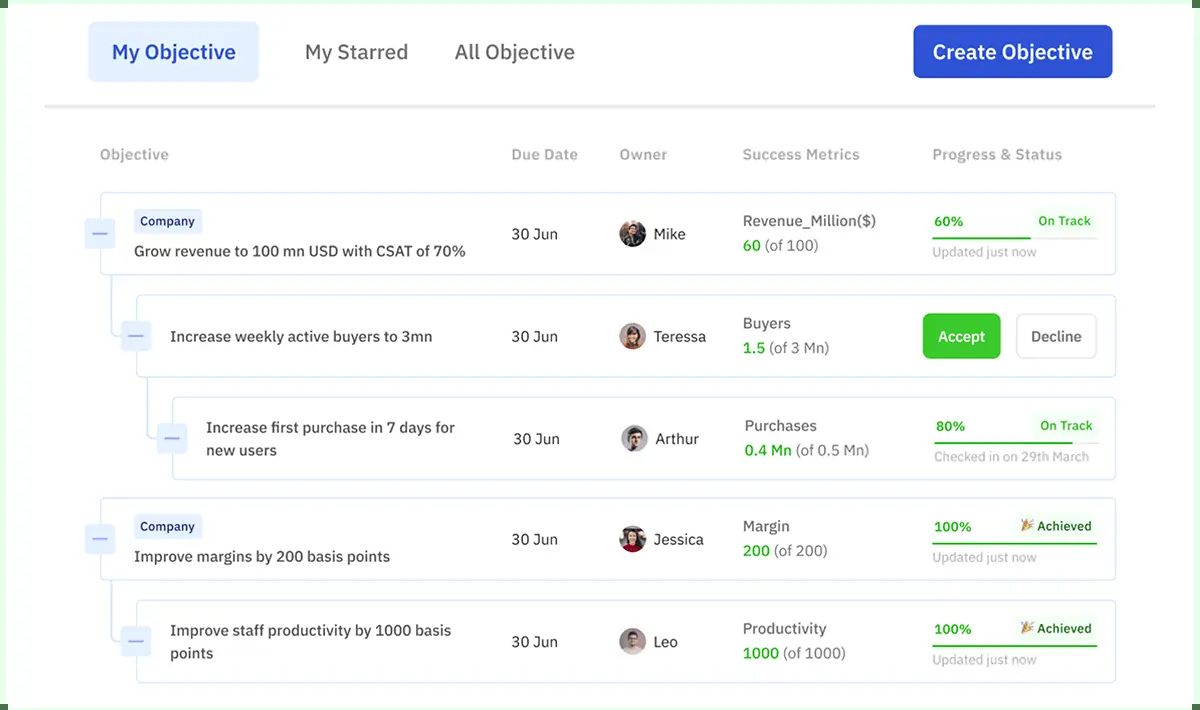 My Objective
My Starred
All Objective
Create Objective
Objective
Due Date
Owner
Success Metrics
Progress & Status
Company
Grow revenue to 100 mn USD with CSAT of 70%
30 Jun
Mike
Revenue_Million($)
60 (of 100)
60%
On Track
Updated just now
Increase weekly active buyers to 3mn
30 Jun
Teressa
Buyers
1.5 (of 3 Mn)
Accept
Decline
Increase first purchase in 7 days for
new users
30 Jun
Arthur
Purchases
0.4 Mn (of 0.5 Mn)
80%
On Track
Checked in on 29th March
Company
Improve margins by 200 basis points
30 Jun
Jessica
Margin
200 (of 200)
100%
🎉 Achieved
Updated just now
Improve staff productivity by 1000 basis
points
30 Jun
Leo
Productivity
1000 (of 1000)
100%
🎉 Achieved
Updated just now